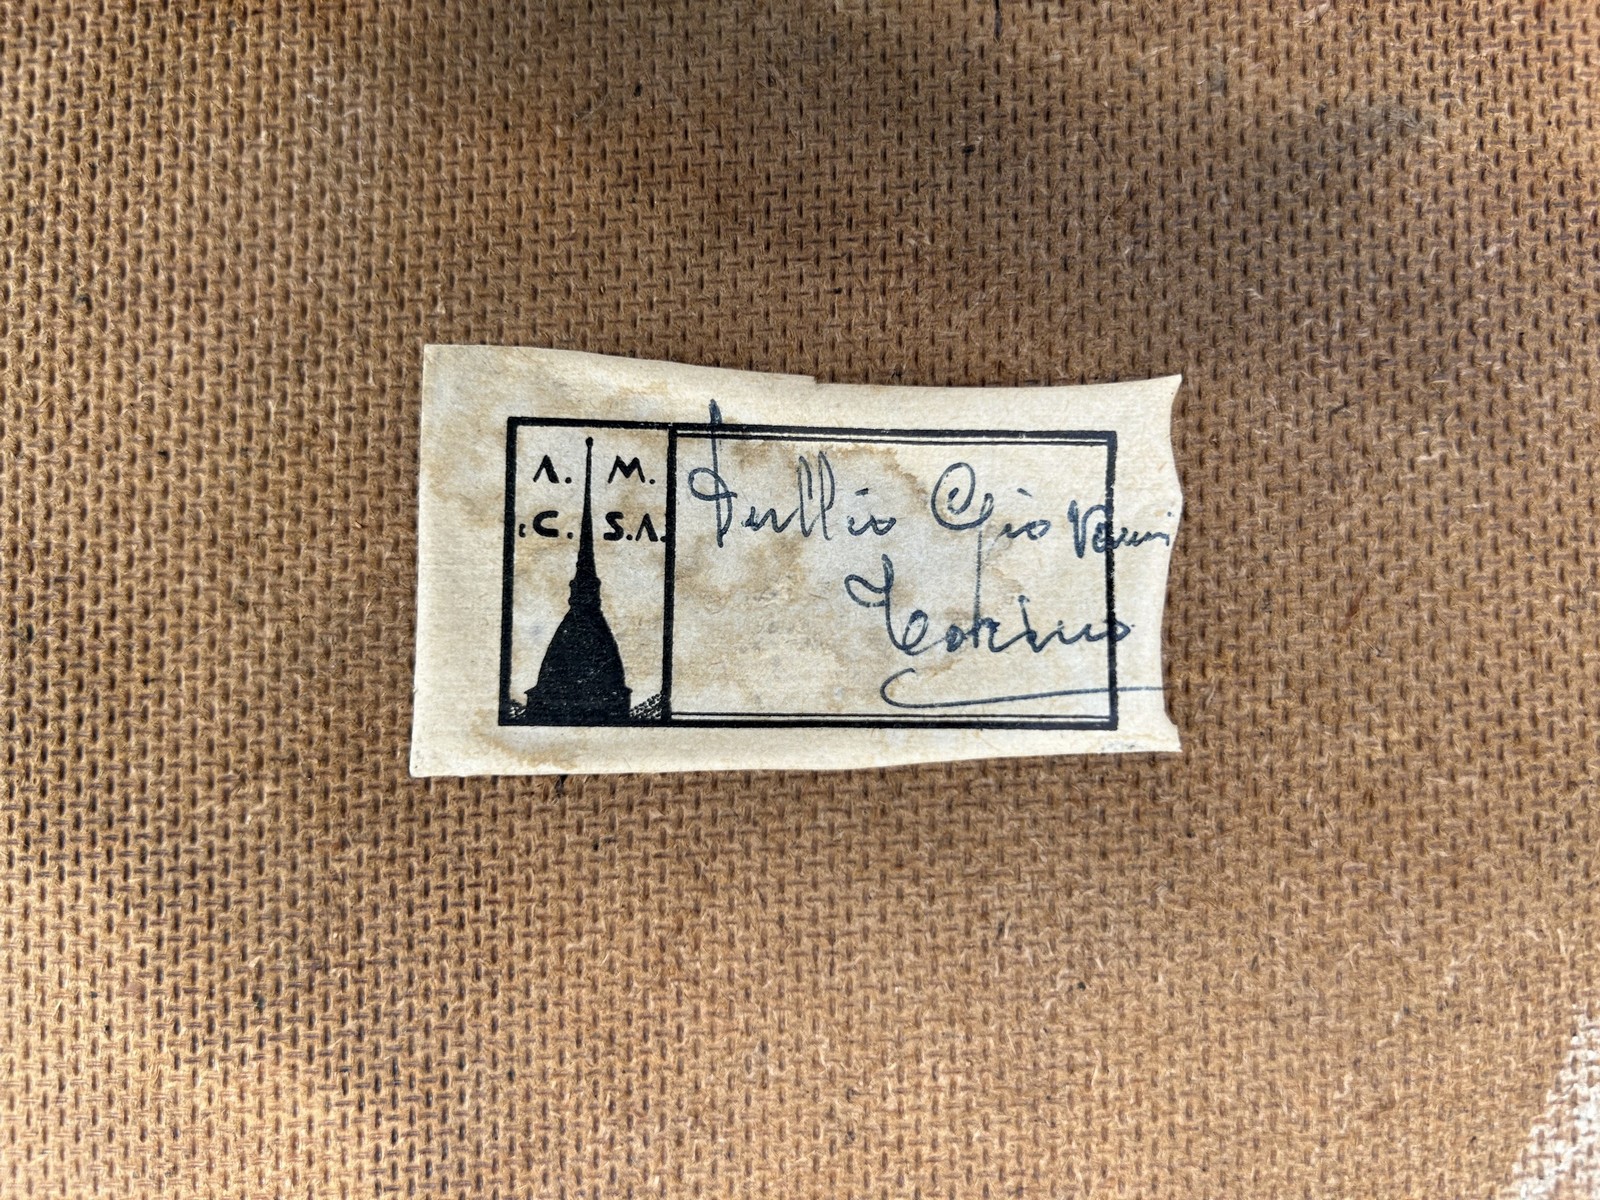 A. M.
C. S.A.
Tullio Giovanni
Torino